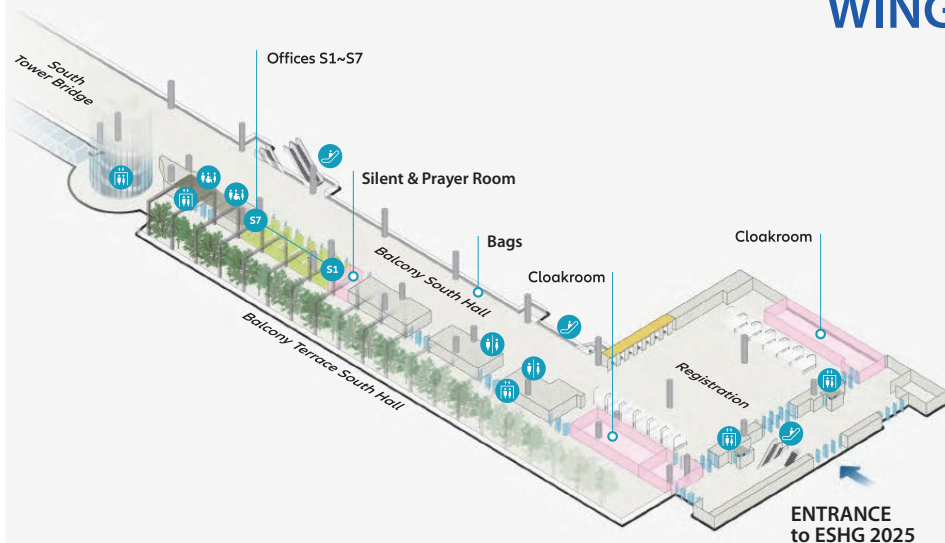 WING
Offices S1~S7
South
Tower Bridge
Silent & Prayer Room
S7
Bags
Cloakroom
S1
Balcony South Hall
Cloakroom
Balcony Terrace South Hall
Registration
ENTRANCE
to ESHG 2025